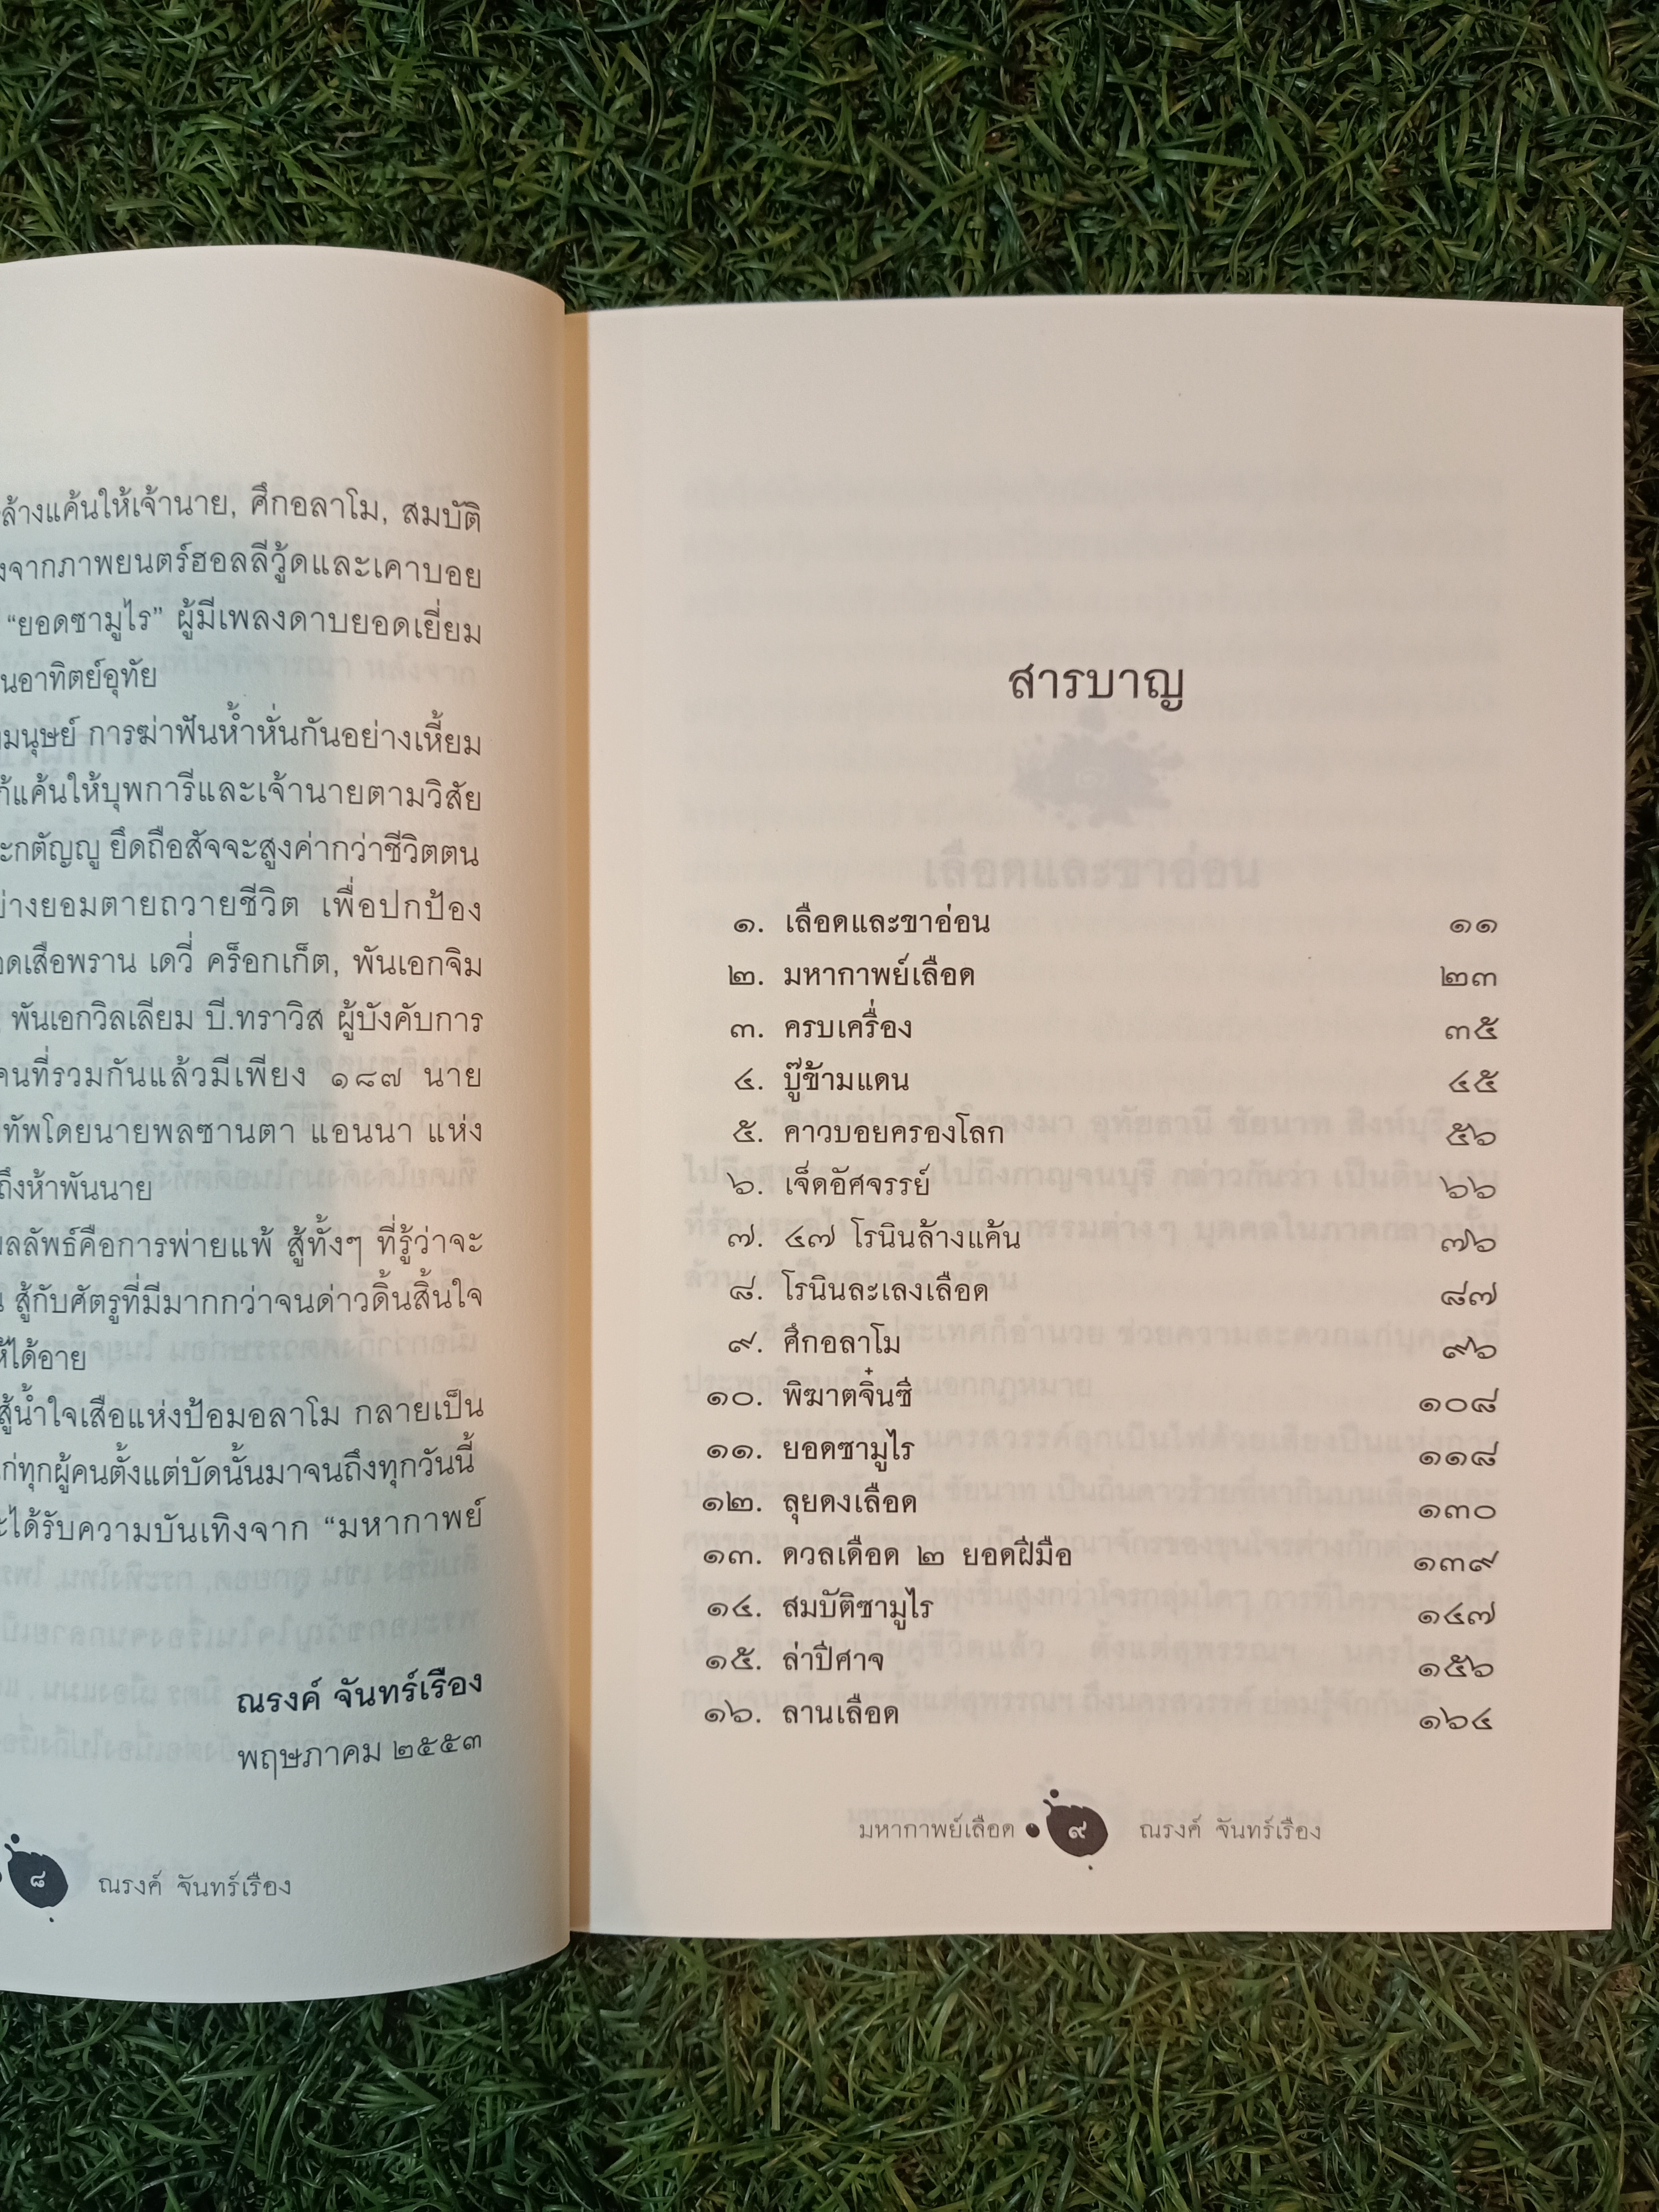 ล้างแค้นให้เจ้านาย, ศึกอลาโม, สมบัติ
จากภาพยนตร์ฮอลลีวู้ดและเคาบอย
“ยอดซามูไร” ผู้มีเพลงดาบยอดเยี่ยม
อาทิตย์อุทัย
มนุษย์ การฆ่าฟันห้ำหั่นกันอย่างเหี้ยม
แค้นให้บุพการีและเจ้านายตามวิสัย
กตัญญู ยึดถือสัจจะสูงค่ากว่าชีวิตตน
ยอมตายถวายชีวิต เพื่อปกป้อง
เสือพราน เดวี่ คร็อกเก็ต, พันเอกจิม
พันเอกวิลเลียม บี.ทราวิส ผู้บังคับการ
คนที่รวมกันแล้วมีเพียง ๑๘๗ นาย
ทัพโดยนายพลซานตา แอนนา แห่ง
ถึงห้าพันนาย
ผลลัพธ์คือการพ่ายแพ้ สู้ทั้งๆ ที่รู้ว่าจะ
สู้กับศัตรูที่มีมากกว่าจนด่าวดิ้นสิ้นใจ
ได้อาย
สู้น้ำใจเสือแห่งป้อมอลาโม กลายเป็น
แก่ทุกผู้คนตั้งแต่บัดนั้นมาจนถึงทุกวันนี้
ได้รับความบันเทิงจาก “มหากาพย์
ณรงค์ จันทร์เรือง
พฤษภาคม ๒๕๕๓
๘ ณรงค์ จันทร์เรือง
สารบาญ
๑. เลือดและขาอ่อน ๑๑
๒. มหากาพย์เลือด ๒๓
๓. ครบเครื่อง ๓๕
๔. บู๊ข้ามแดน ๔๕
๕. คาวบอยครองโลก ๕๖
๖. เจ็ดอัศจรรย์ ๖๖
๗. ๔๗ โรนินล้างแค้น ๗๖
๘. โรนินละเลงเลือด ๘๗
๙. ศึกอลาโม ๙๖
๑๐. พิฆาตจิ๋นซี ๑๐๘
๑๑. ยอดซามูไร ๑๑๘
๑๒. ลุยดงเลือด ๑๓๐
๑๓. ดวลเดือด ๒ ยอดฝีมือ ๑๓๙
๑๔. สมบัติซามูไร ๑๔๗
๑๕. ล่าปีศาจ ๑๕๖
๑๖. ลานเลือด ๑๖๔
มหากาพย์เลือด ๙ ณรงค์ จันทร์เรือง